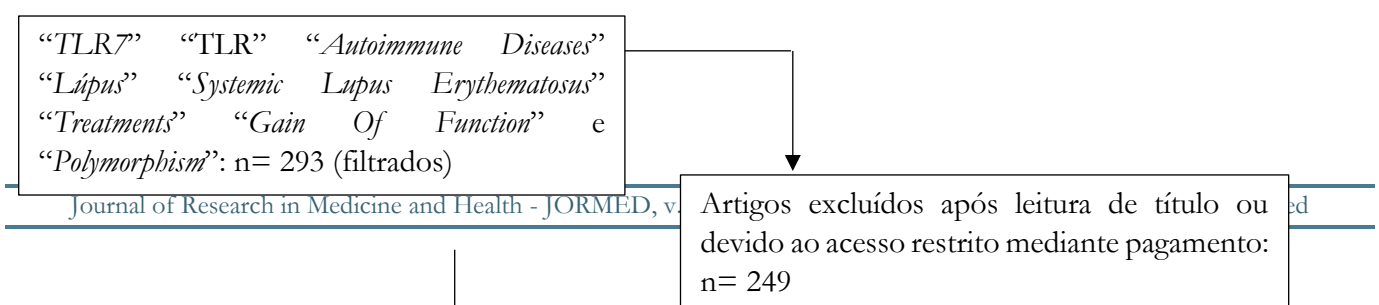 “TLR7” “TLR” “Autoimmune Diseases”
“Lúpus” “Systemic Lupus Erythematosus”
“Treatments” “Gain Of Function” e
“Polymorphism”: n= 293 (filtrados)
Journal of Research in Medicine and Health - JORMED, v.
Artigos excluídos após leitura de título ou
devido ao acesso restrito mediante pagamento:
n= 249